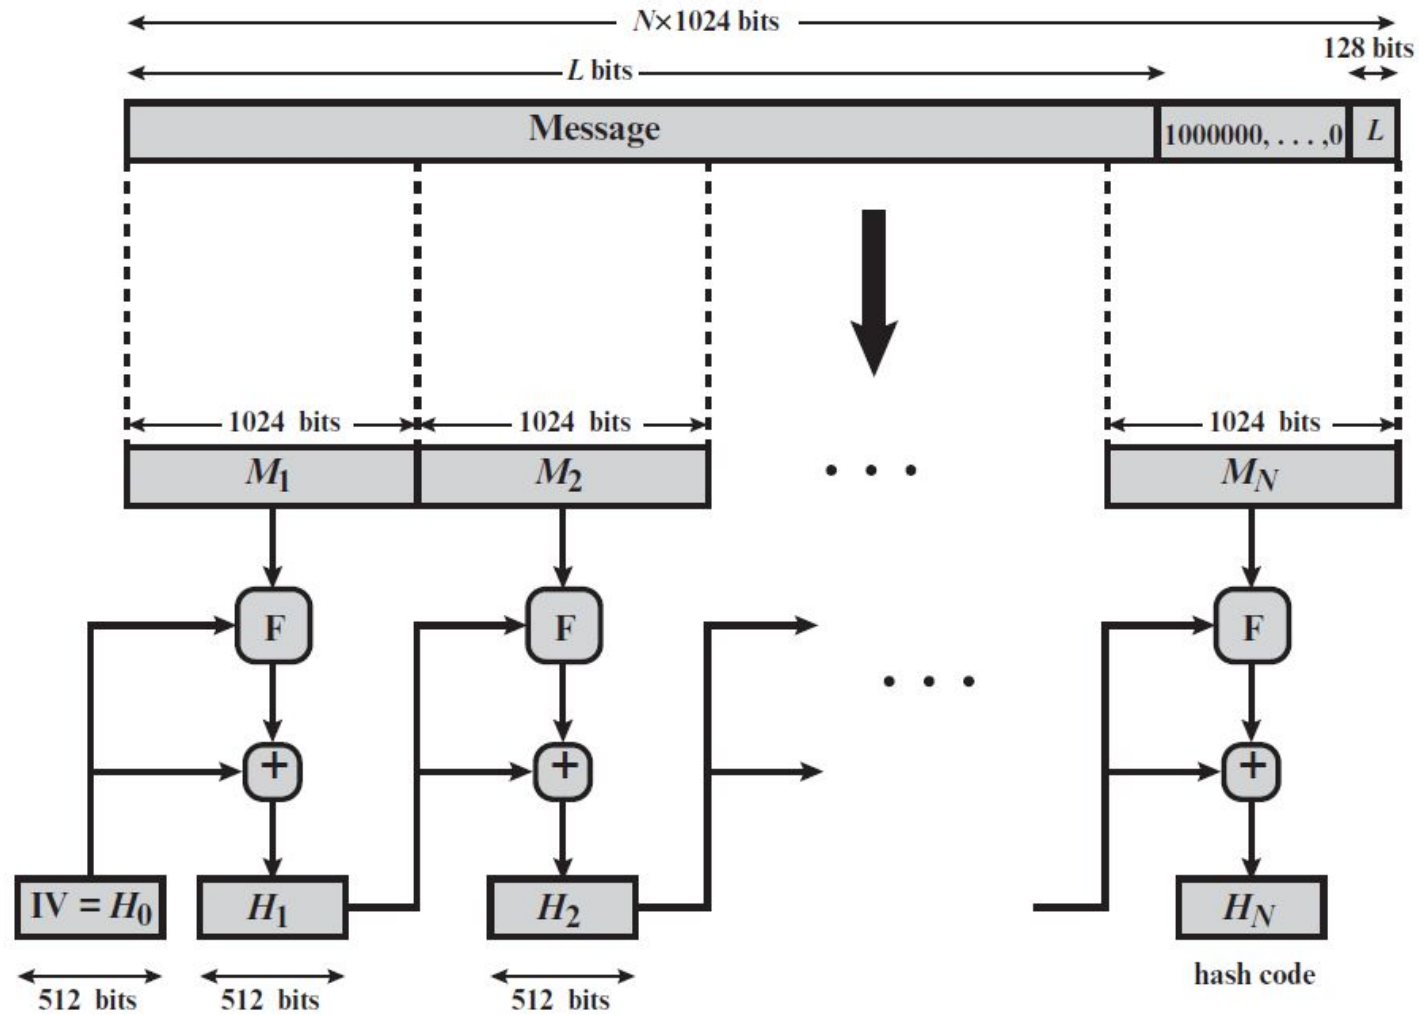 N×1024 bits
128 bits
L bits
Message
1000000, . . . ,0
L
1024 bits
1024 bits
1024 bits
M1
M2
. . .
MN
F
F
F
. . .
+
+
+
IV = H0
H1
H2
HN
512 bits
512 bits
512 bits
hash code